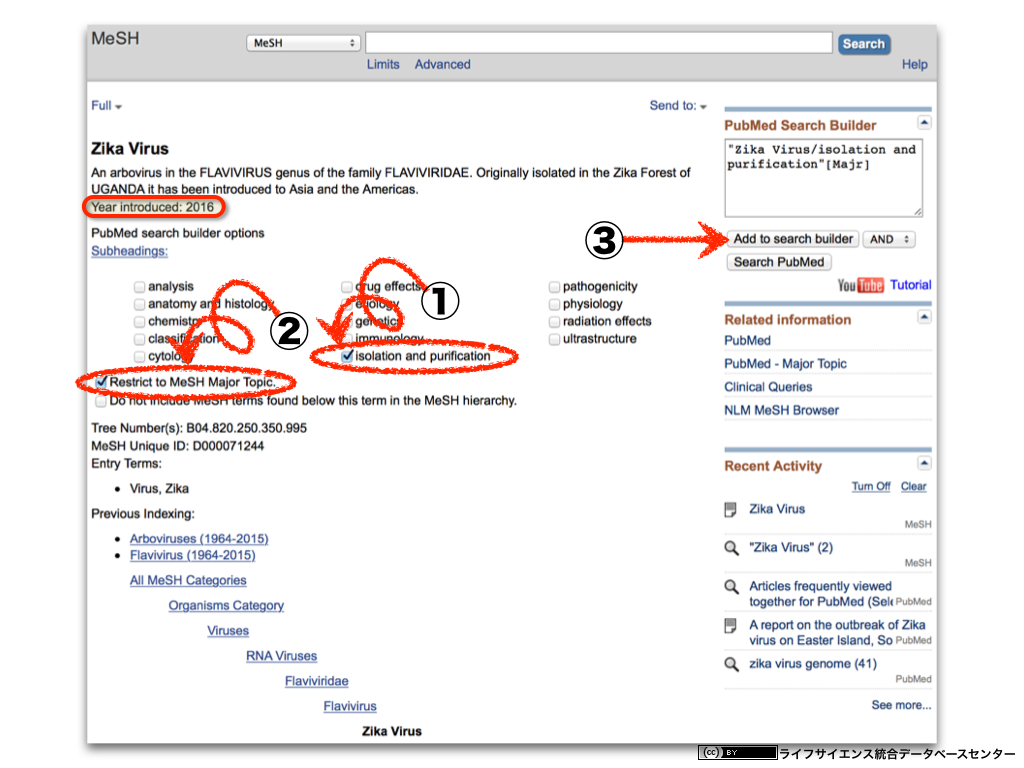 MeSH
MeSH
Search
Limits Advanced
Help
Full
Send to:
Zika Virus
An arbovirus in the FLAVIVIRUS genus of the family FLAVIVIRIDAE. Originally isolated in the Zika Forest of
UGANDA it has been introduced to Asia and the Americas.
Year introduced: 2016
PubMed search builder options
Subheadings:
analysis
anatomy and histology
chemistry
classification
cytology
drug effects
etiology
genetics
immunology
isolation and purification
pathogenicity
physiology
radiation effects
ultrastructure
①
②
③
Restrict to MeSH Major Topic.
Do not include MeSH terms found below this term in the MeSH hierarchy.
Tree Number(s): B04.820.250.350.995
MeSH Unique ID: D000071244
Entry Terms:
• Virus, Zika
Previous Indexing:
• Arboviruses (1964-2015)
• Flavivirus (1964-2015)
All MeSH Categories
Organisms Category
Viruses
RNA Viruses
Flaviviridae
Flavivirus
Zika Virus
PubMed Search Builder
"Zika Virus/isolation and
purification"[Majr]
Add to search builder AND
Search PubMed
YouTube Tutorial
Related information
PubMed
PubMed - Major Topic
Clinical Queries
NLM MeSH Browser
Recent Activity
Turn Off Clear
Zika Virus
MeSH
"Zika Virus" (2)
MeSH
Articles frequently viewed
together for PubMed (Sele PubMed
A report on the outbreak of Zika
virus on Easter Island, So PubMed
zika virus genome (41)
PubMed
See more...
(cc) BY ライフサイエンス統合データベースセンター